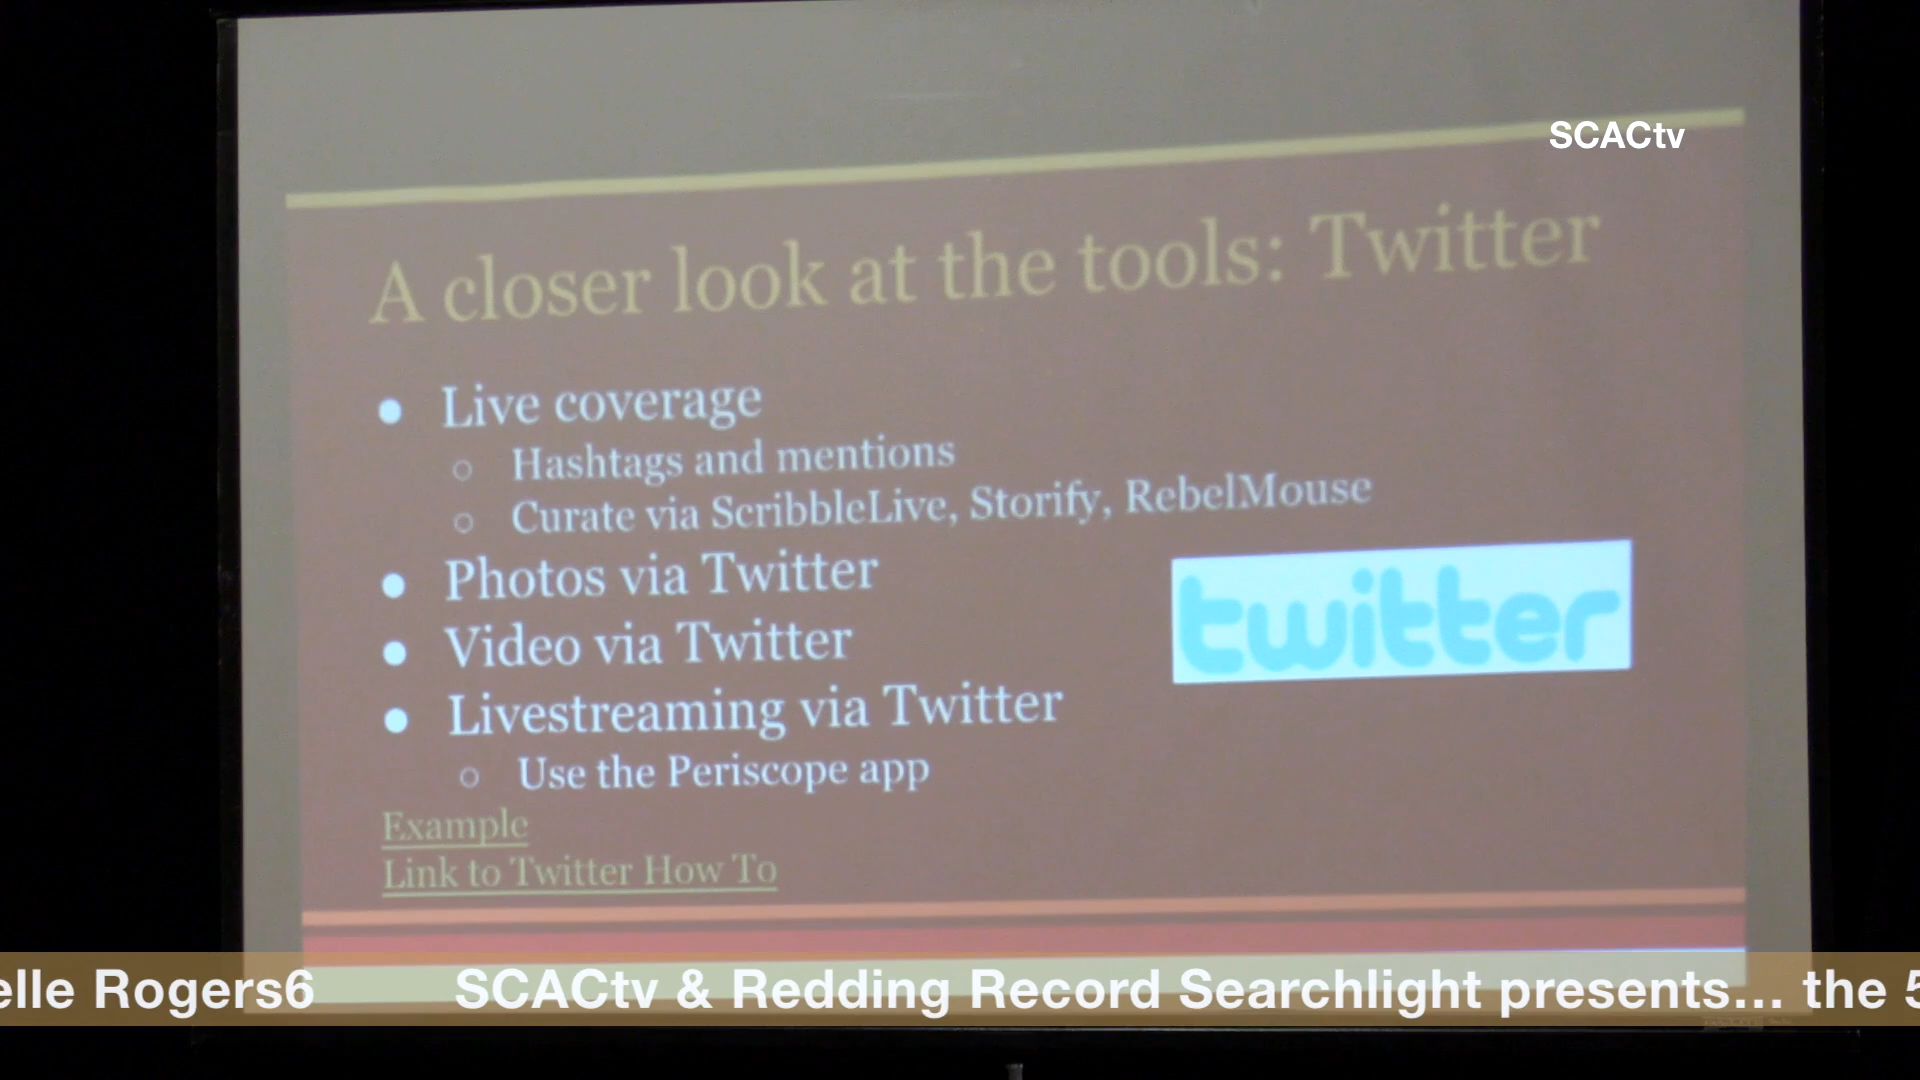 SCACtv
A closer look at the tools: Twitter
● Live coverage
○ Hashtags and mentions
○ Curate via ScribbleLive, Storify, RebelMouse
● Photos via Twitter
● Video via Twitter
● Livestreaming via Twitter
○ Use the Periscope app
twitter
Example
Link to Twitter How To
elle Rogers6 SCACtv & Redding Record Searchlight presents... the 5